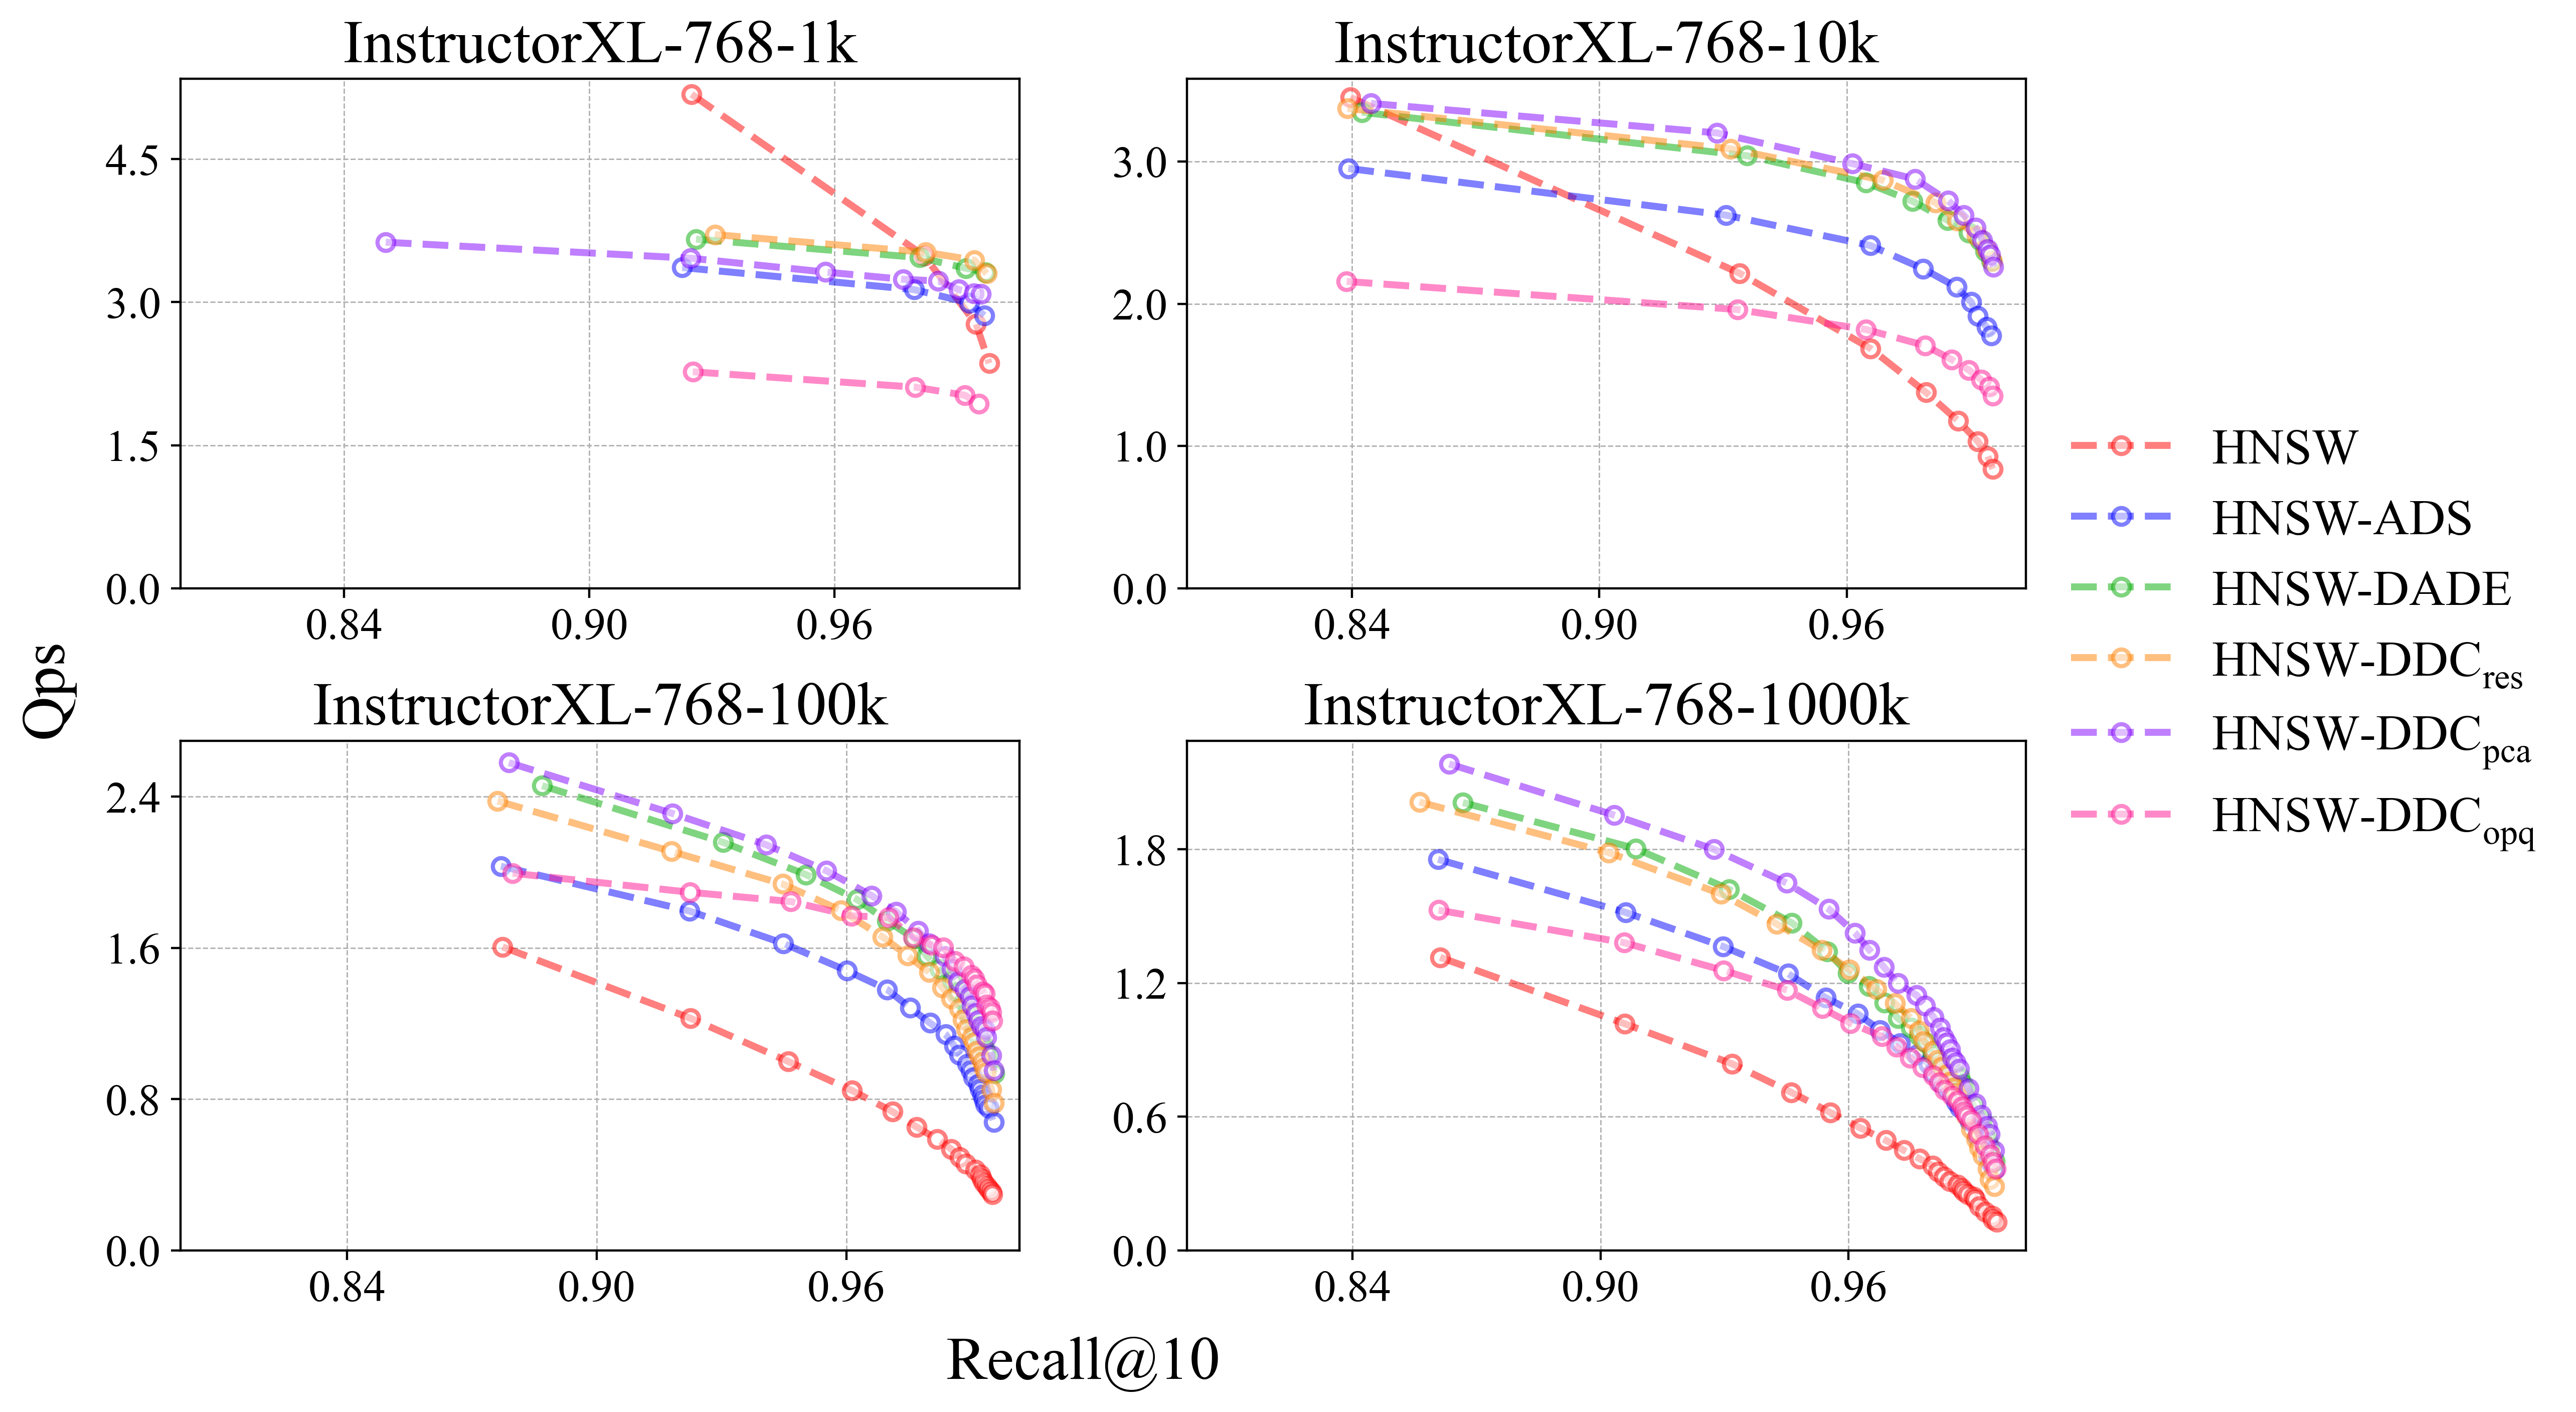 InstructorXL-768-1k
4.5
3.0
1.5
0.0
0.84 0.90 0.96
InstructorXL-768-10k
3.0
2.0
1.0
0.0
0.84 0.90 0.96
InstructorXL-768-100k
2.4
1.6
0.8
0.0
0.84 0.90 0.96
InstructorXL-768-1000k
1.8
1.2
0.6
0.0
0.84 0.90 0.96
Qps
Recall@10
HNSW
HNSW-ADS
HNSW-DADE
HNSW-DDCres
HNSW-DDCpca
HNSW-DDCopq